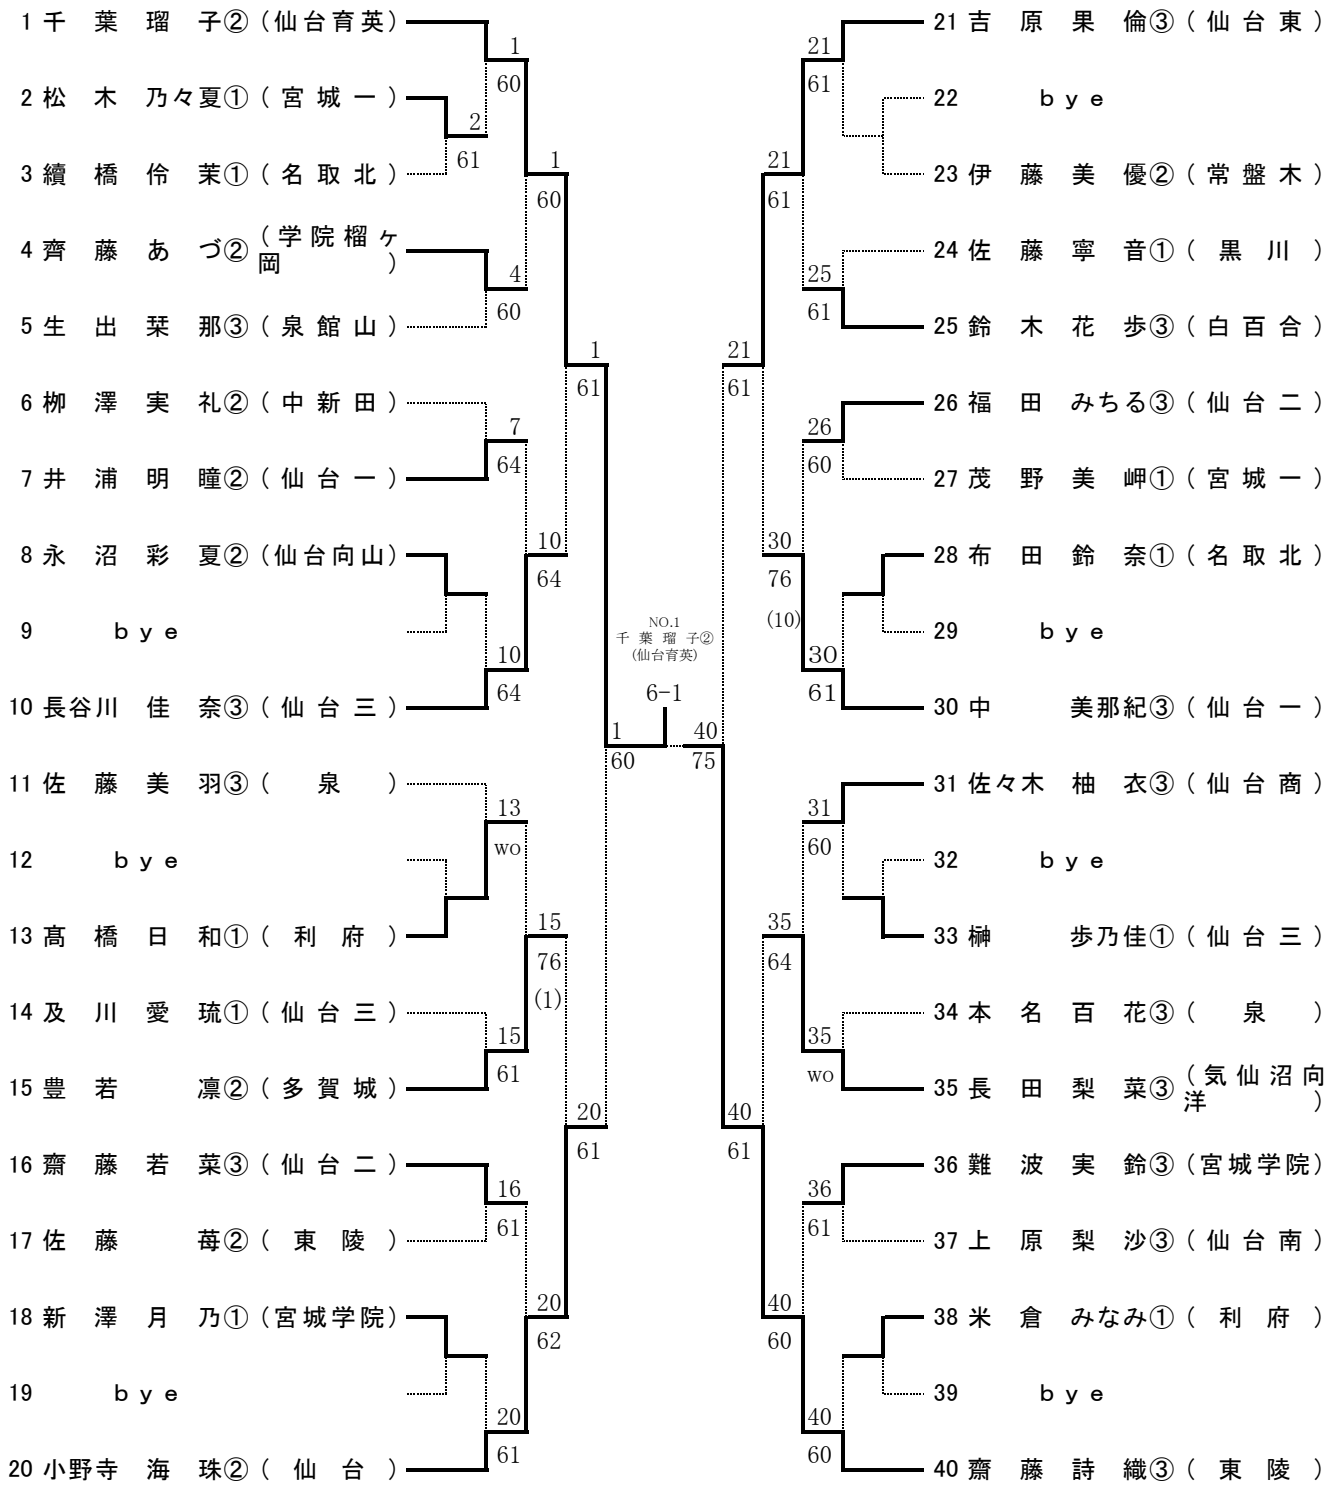 1 千葉瑠子② (仙台育英)
2 松木乃々夏① (宮城一)
3 續橋伶茉① (名取北)
4 齊藤あづ② (学院榴ヶ岡)
5 生出栞那③ (泉館山)
6 栁澤実礼② (中新田)
7 井浦明瞳② (仙台一)
8 永沼彩夏② (仙台向山)
9 bye
10 長谷川佳奈③ (仙台三)
11 佐藤美羽③ (泉)
12 bye
13 髙橋日和① (利府)
14 及川愛琉① (仙台三)
15 豊若凛② (多賀城)
16 齋藤若菜③ (仙台二)
17 佐藤苺② (東陵)
18 新澤月乃① (宮城学院)
19 bye
20 小野寺海珠② (仙台)
2
61
1
60
4
60
7
64
10
64
13
wo
15
61
16
61
20
61
1
60
10
64
15
76
(1)
20
62
1
61
20
61
1
60
NO.1
千葉瑠子②
(仙台育英)
6-1
40
75
21
61
40
61
21
61
30
76
(10)
35
64
40
60
21
61
25
61
26
60
30
61
31
60
35
wo
36
61
40
60
21 吉原果倫③ (仙台東)
22 bye
23 伊藤美優② (常盤木)
24 佐藤寧音① (黒川)
25 鈴木花歩③ (白百合)
26 福田みちる③ (仙台二)
27 茂野美岬① (宮城一)
28 布田鈴奈① (名取北)
29 bye
30 中美那紀③ (仙台一)
31 佐々木柚衣③ (仙台商)
32 bye
33 榊歩乃佳① (仙台三)
34 本名百花③ (泉)
35 長田梨菜③ (気仙沼向洋)
36 難波実鈴③ (宮城学院)
37 上原梨沙③ (仙台南)
38 米倉みなみ① (利府)
39 bye
40 齋藤詩織③ (東陵)